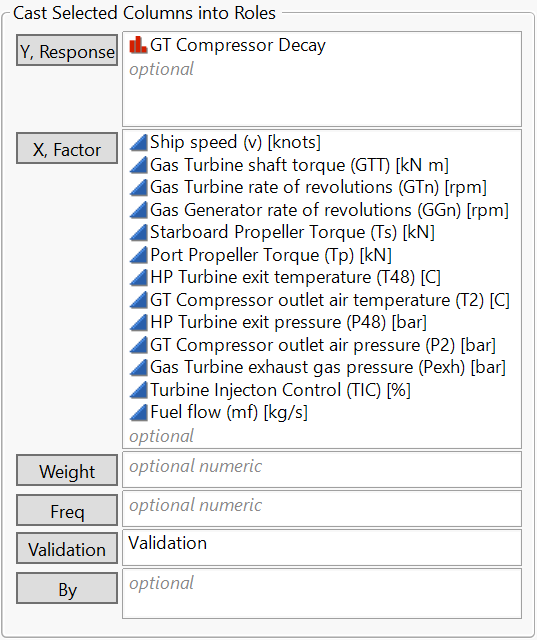 Cast Selected Columns into Roles
Y, Response
GT Compressor Decay
optional
X, Factor
Ship speed (v) [knots]
Gas Turbine shaft torque (GTT) [kN m]
Gas Turbine rate of revolutions (GTn) [rpm]
Gas Generator rate of revolutions (GGn) [rpm]
Starboard Propeller Torque (Ts) [kN]
Port Propeller Torque (Tp) [kN]
HP Turbine exit temperature (T48) [C]
GT Compressor outlet air temperature (T2) [C]
HP Turbine exit pressure (P48) [bar]
GT Compressor outlet air pressure (P2) [bar]
Gas Turbine exhaust gas pressure (Pexh) [bar]
Turbine Injecton Control (TIC) [%]
Fuel flow (mf) [kg/s]
optional
Weight
optional numeric
Freq
optional numeric
Validation
Validation
By
optional